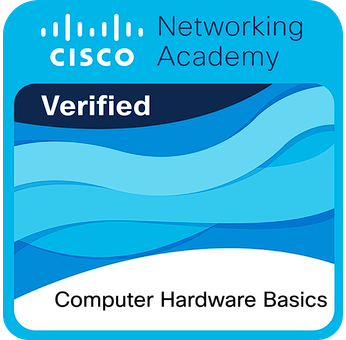 CISCO
Networking
Academy
Verified
Computer Hardware Basics